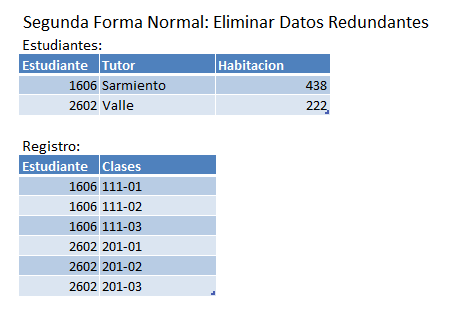 Segunda Forma Normal: Eliminar Datos Redundantes
Estudiantes:
Estudiante Tutor Habitacion
1606 Sarmiento 438
2602 Valle 222
Registro:
Estudiante Clases
1606 111-01
1606 111-02
1606 111-03
2602 201-01
2602 201-02
2602 201-03